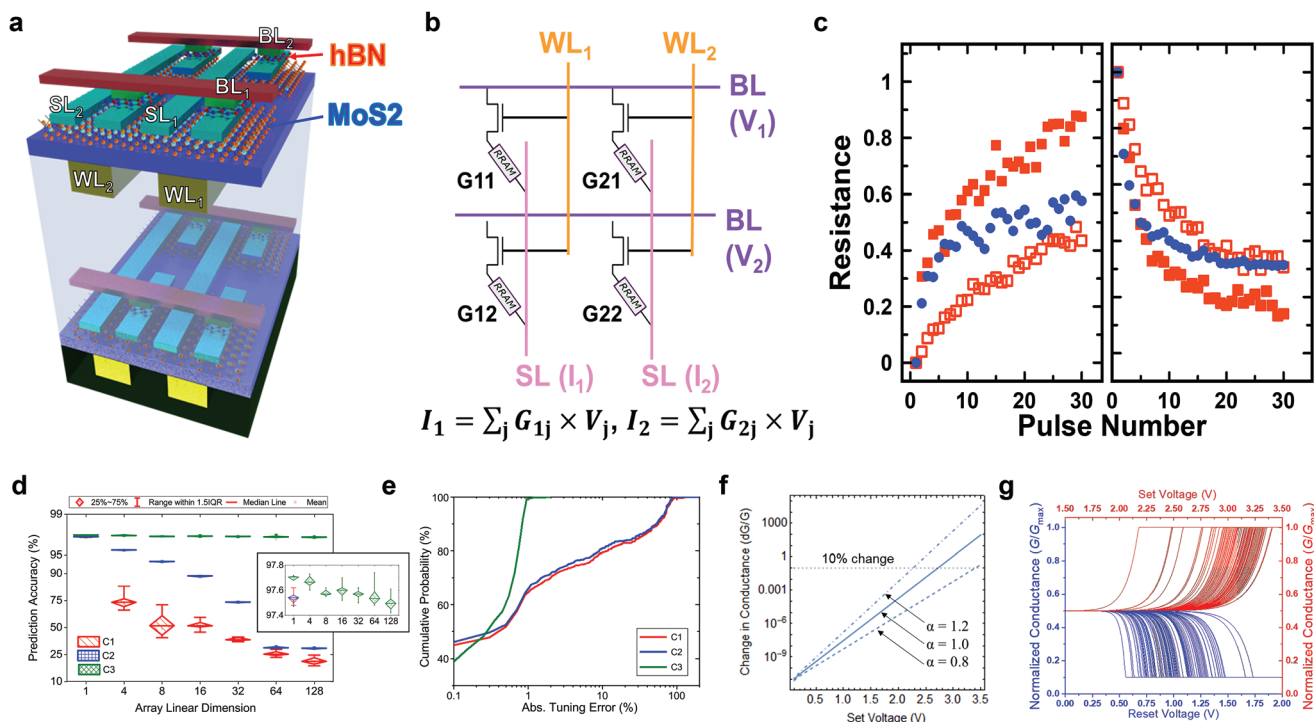 a
BL2
hBN
BL1
SL2
SL1
MoS2
WL2
WL1
b
WL1
WL2
BL
(V1)
RRAM
RRAM
G11
G21
BL
(V2)
RRAM
RRAM
G12
G22
SL (I1)
SL (I2)
I1 = ∑j G1j × Vj, I2 = ∑j G2j × Vj
c
Resistance
1
0.8
0.6
0.4
0.2
0
0 10 20 30
0 10 20 30
Pulse Number
d
25%~75% Range within 1.5IQR Median Line Mean
Prediction Accuracy (%)
99
95
90
75
50
25
10
97.8
97.6
97.4
1 4 8 16 32 64 128
C1
C2
C3
1 4 8 16 32 64 128
Array Linear Dimension
e
Cumulative Probability (%)
100
80
60
40
20
0
C1
C2
C3
0.1 1 10 100
Abs. Tuning Error (%)
f
Change in Conductance (dG/G)
10⁴
10
1
0.001
10⁻⁶
10⁻⁹
10% change
α = 1.2
α = 1.0
α = 0.8
0.5 1.0 1.5 2.0 2.5 3.0 3.5
Set Voltage (V)
g
Set Voltage (V)
1.50 1.75 2.00 2.25 2.50 2.75 3.00 3.25 3.50
Normalized Conductance (G/Gmax)
1.0
0.8
0.6
0.4
0.2
0.0
1.0
0.8
0.6
0.4
0.2
0.0
Normalized Conductance (G/Gmax)
0.00 0.25 0.50 0.75 1.00 1.25 1.50 1.75 2.00
Reset Voltage (V)